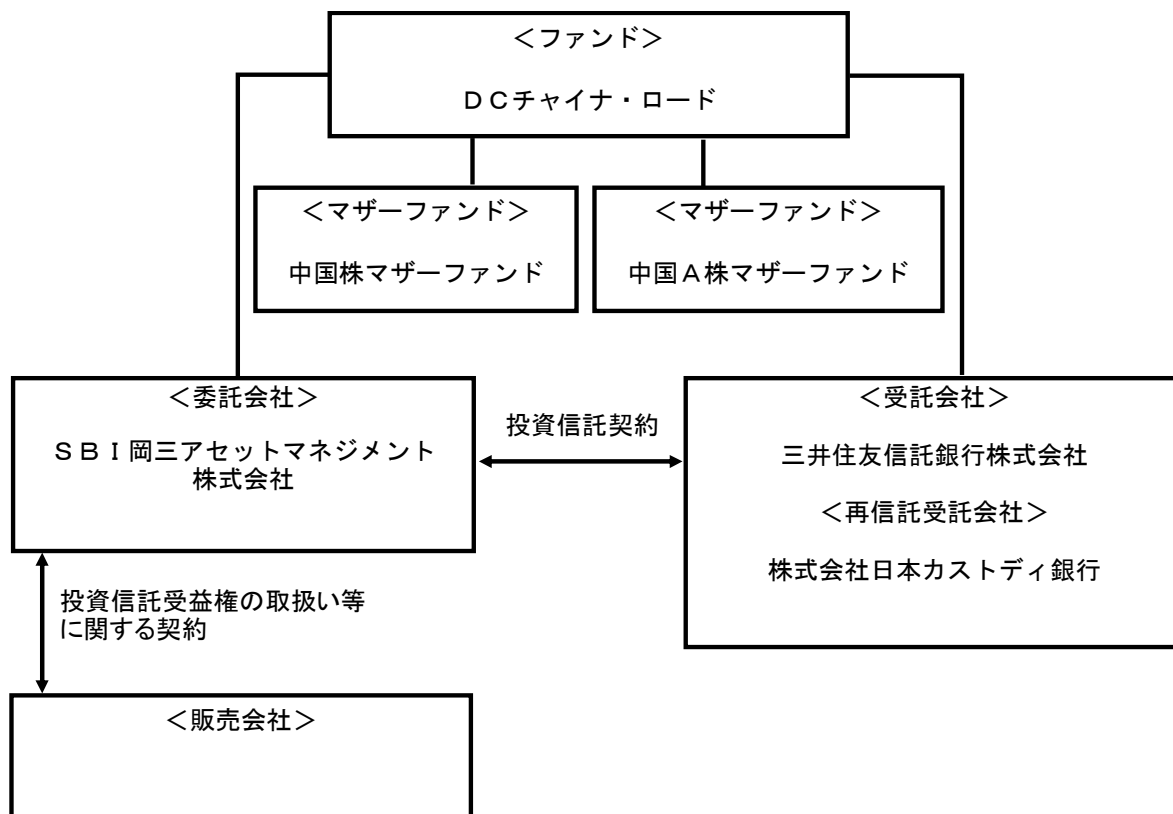 ＜ファンド＞
ＤＣチャイナ・ロード
＜マザーファンド＞
中国株マザーファンド
＜マザーファンド＞
中国Ａ株マザーファンド
＜委託会社＞
ＳＢＩ岡三アセットマネジメント
株式会社
投資信託契約
＜受託会社＞
三井住友信託銀行株式会社
＜再信託受託会社＞
株式会社日本カストディ銀行
投資信託受益権の取扱い等
に関する契約
＜販売会社＞